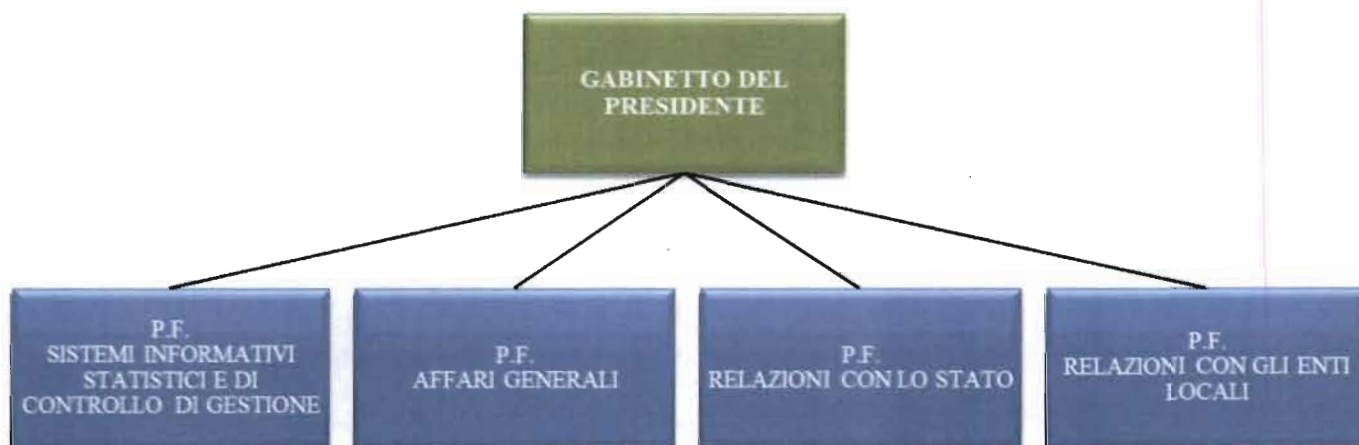 GABINETTO DEL
PRESIDENTE
P.F.
SISTEMI INFORMATIVI
STATISTICI E DI
CONTROLLO DI GESTIONE
P.F.
AFFARI GENERALI
P.F.
RELAZIONI CON LO STATO
P.F.
RELAZIONI CON GLI ENTI
LOCALI